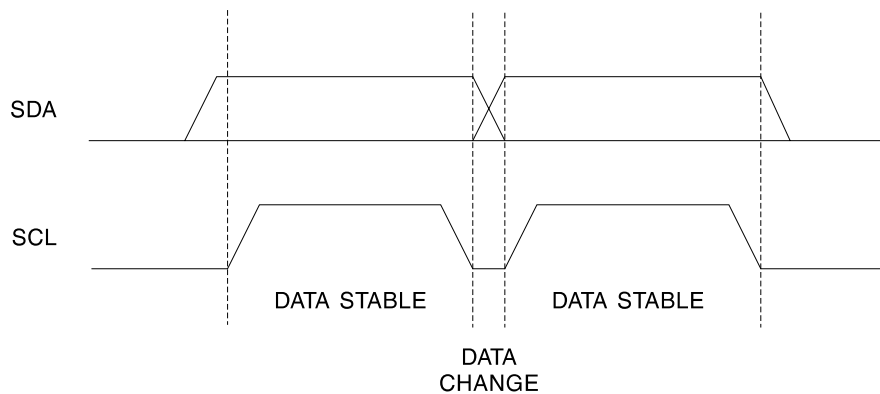 SDA
SCL
DATA STABLE
DATA STABLE
DATA
CHANGE